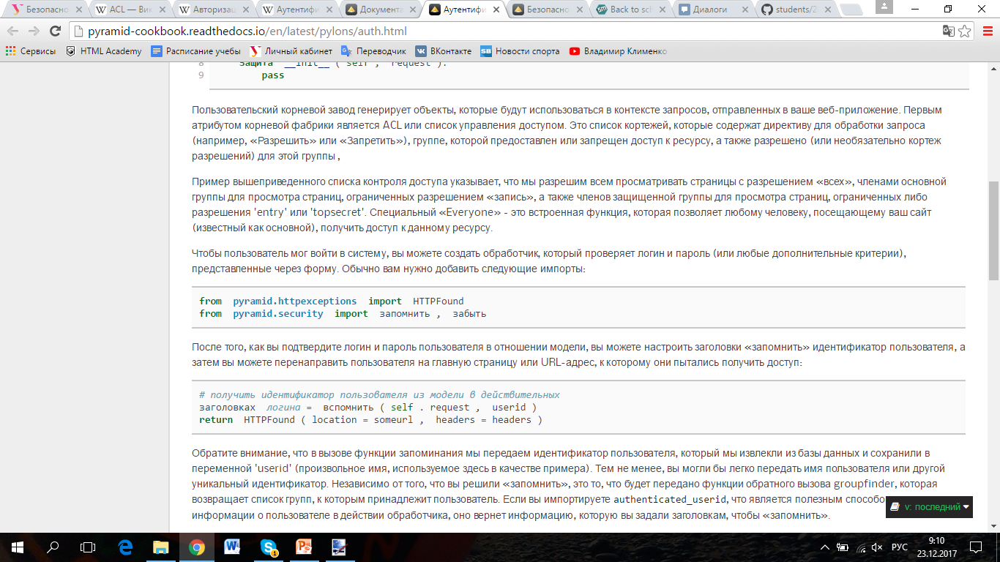 Безопасно
ACL — Вик
Авторизац
Аутентифи
Документа
Аутентифи
Безопасно
Back to sch
Диалоги
students/2
pyramid-cookbook.readthedocs.io/en/latest/pylons/auth.html
Сервисы HTML Academy Расписание учебы Личный кабинет Переводчик ВКонтакте Новости спорта Владимир Клименко
8 Защита __init__ ( self , request ):
9 pass
Пользовательский корневой завод генерирует объекты, которые будут использоваться в контексте запросов, отправленных в ваше веб-приложение. Первым
атрибутом корневой фабрики является ACL или список управления доступом. Это список кортежей, которые содержат директиву для обработки запроса
(например, «Разрешить» или «Запретить»), группе, которой предоставлен или запрещен доступ к ресурсу, а также разрешено (или необязательно кортеж
разрешений) для этой группы ,
Пример вышеприведенного списка контроля доступа указывает, что мы разрешим всем просматривать страницы с разрешением «всех», членами основной
группы для просмотра страниц, ограниченных разрешением «запись», а также членов защищенной группы для просмотра страниц, ограниченных либо
разрешения 'entry' или 'topsecret'. Специальный «Everyone» - это встроенная функция, которая позволяет любому человеку, посещающему ваш сайт
(известный как основной), получить доступ к данному ресурсу.
Чтобы пользователь мог войти в систему, вы можете создать обработчик, который проверяет логин и пароль (или любые дополнительные критерии),
представленные через форму. Обычно вам нужно добавить следующие импорты:
from pyramid.httpexceptions import HTTPFound
from pyramid.security import запомнить , забыть
После того, как вы подтвердите логин и пароль пользователя в отношении модели, вы можете настроить заголовки «запомнить» идентификатор пользователя, а
затем вы можете перенаправить пользователя на главную страницу или URL-адрес, к которому они пытались получить доступ:
# получить идентификатор пользователя из модели в действительных
заголовках логина = вспомнить ( self . request , userid )
return HTTPFound ( location = someurl , headers = headers )
Обратите внимание, что в вызове функции запоминания мы передаем идентификатор пользователя, который мы извлекли из базы данных и сохранили в
переменной 'userid' (произвольное имя, используемое здесь в качестве примера). Тем не менее, вы могли бы легко передать имя пользователя или другой
уникальный идентификатор. Независимо от того, что вы решили «запомнить», это то, что будет передано функции обратного вызова groupfinder, которая
возвращает список групп, к которым принадлежит пользователь. Если вы импортируете authenticated_userid, что является полезным способо
информации о пользователе в действии обработчика, оно вернет информацию, которую вы задали заголовкам, чтобы «запомнить».
v: последний
РУС
9:10
23.12.2017